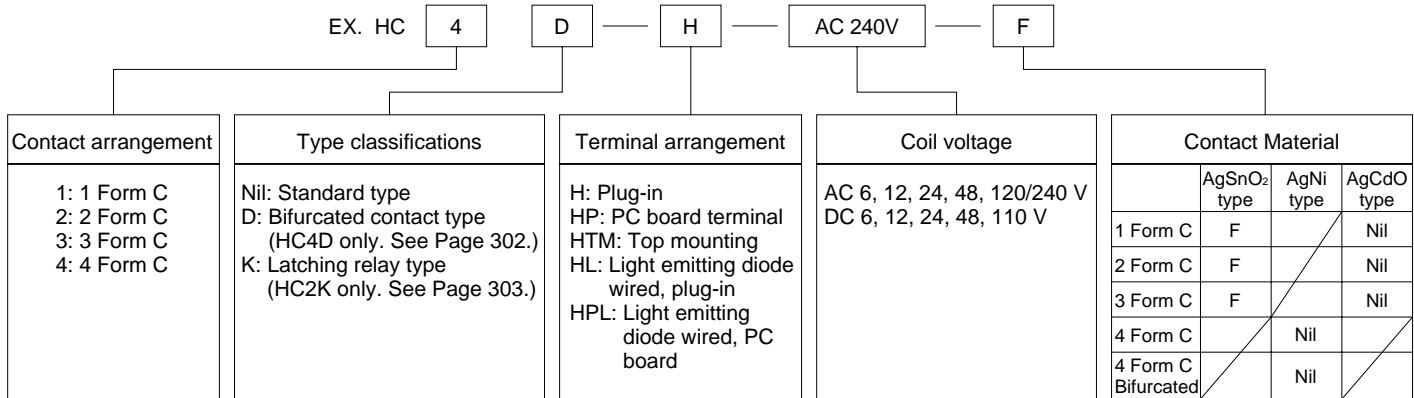 EX. HC 4 D H AC 240V F
Contact arrangement
1: 1 Form C
2: 2 Form C
3: 3 Form C
4: 4 Form C
Type classifications
Nil: Standard type
D: Bifurcated contact type
(HC4D only. See Page 302.)
K: Latching relay type
(HC2K only. See Page 303.)
Terminal arrangement
H: Plug-in
HP: PC board terminal
HTM: Top mounting
HL: Light emitting diode
wired, plug-in
HPL: Light emitting
diode wired, PC
board
Coil voltage
AC 6, 12, 24, 48, 120/240 V
DC 6, 12, 24, 48, 110 V
Contact Material
AgSnO₂ type AgNi type AgCdO type
1 Form C F Nil
2 Form C F Nil
3 Form C F Nil
4 Form C Nil
4 Form C Bifurcated Nil